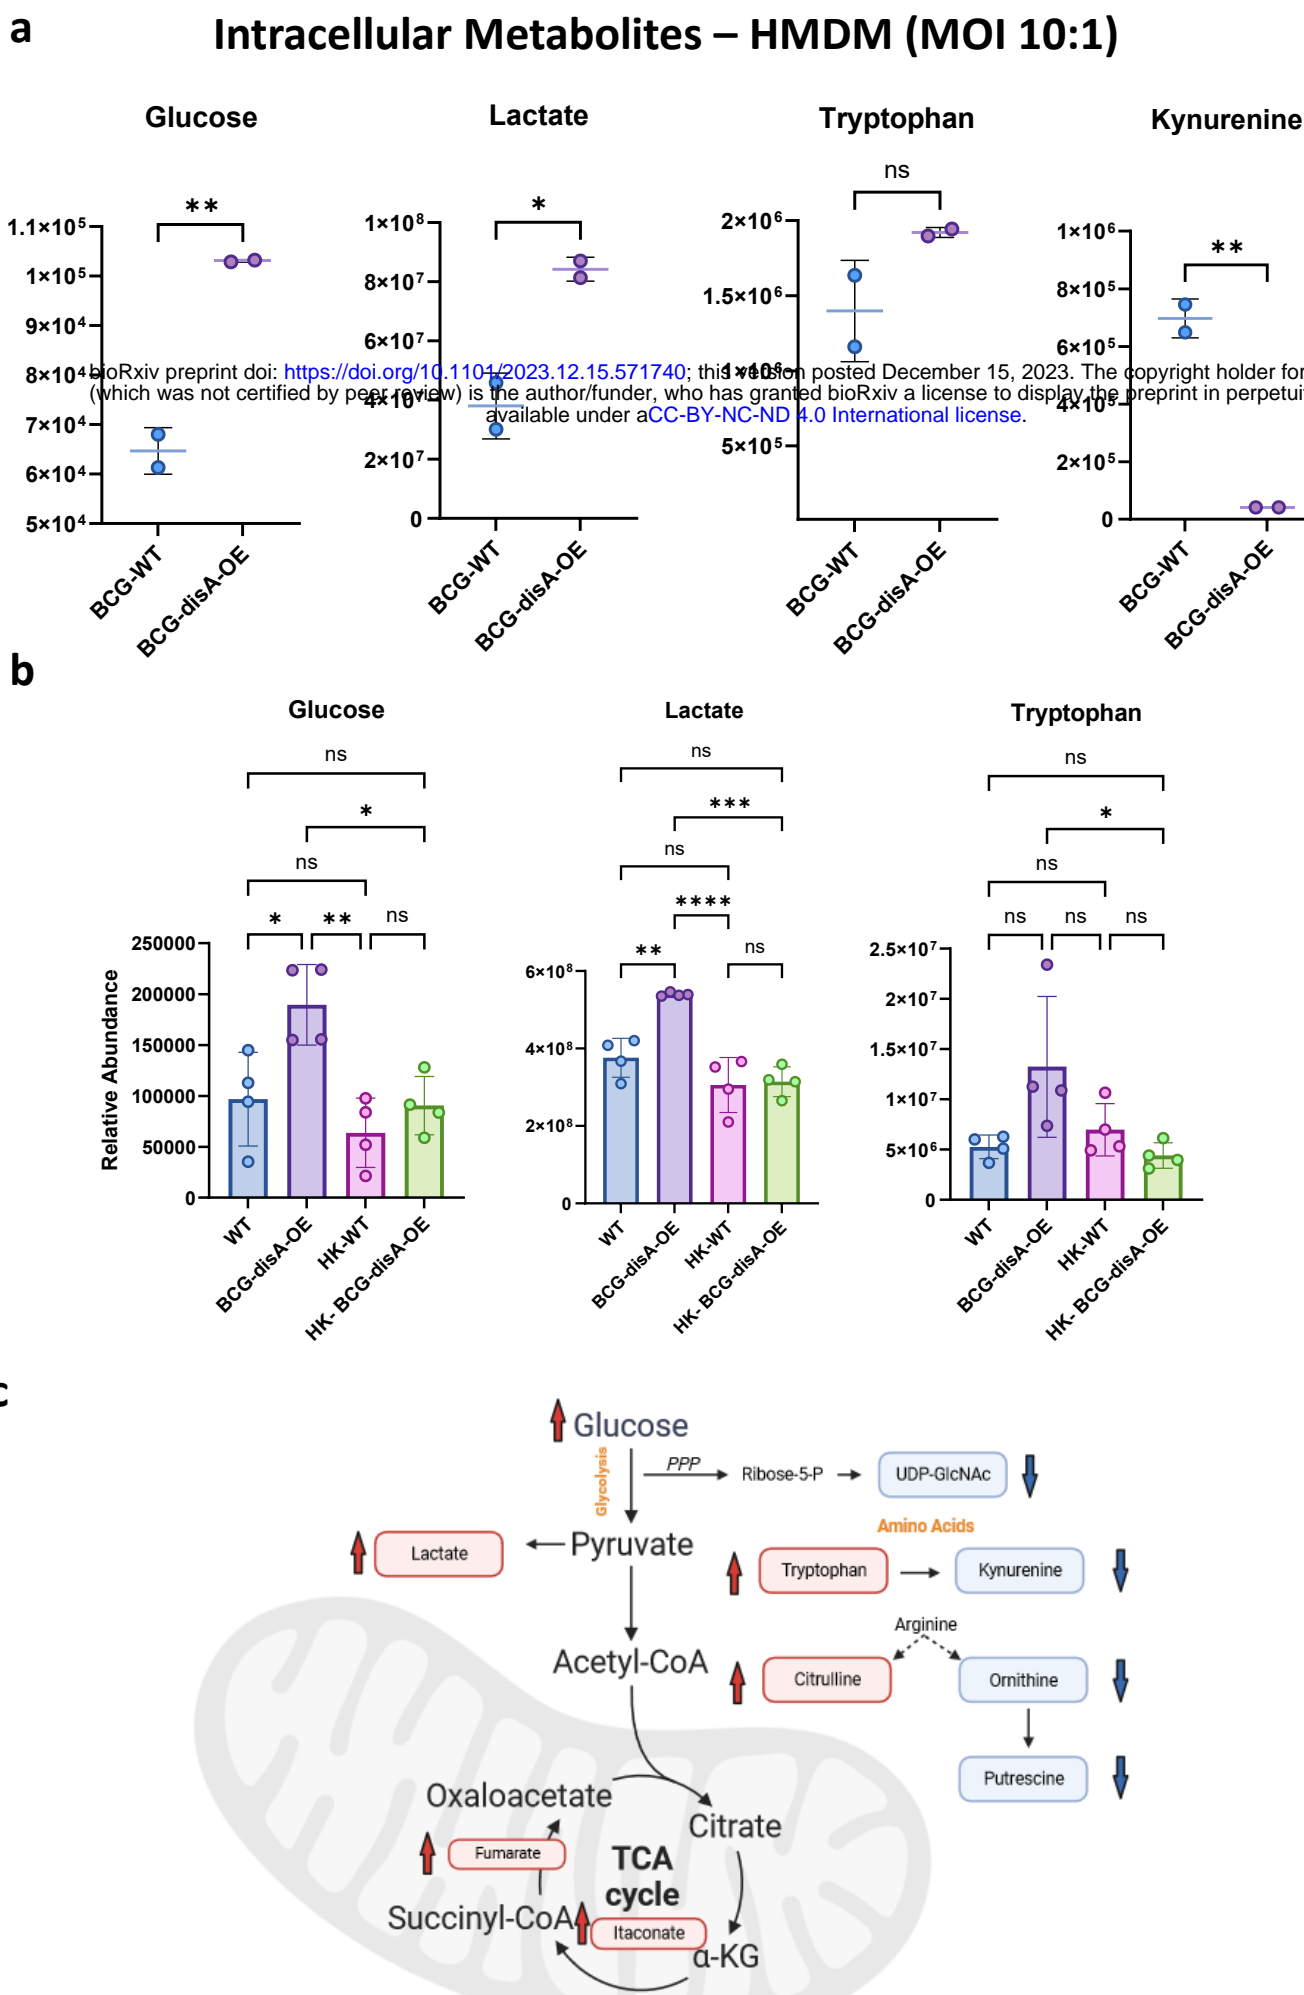 a
Intracellular Metabolites – HMDM (MOI 10:1)
Glucose
**
1.1×10⁵
1×10⁵
9×10⁴
8×10⁴
7×10⁴
6×10⁴
5×10⁴
BCG-WT
BCG-disA-OE
Lactate
*
1×10⁸
8×10⁷
6×10⁷
4×10⁷
2×10⁷
0
BCG-WT
BCG-disA-OE
Tryptophan
ns
2×10⁶
1.5×10⁶
1×10⁶
5×10⁵
BCG-WT
BCG-disA-OE
Kynurenine
**
1×10⁶
8×10⁵
6×10⁵
4×10⁵
2×10⁵
0
BCG-WT
BCG-disA-OE
bioRxiv preprint doi: https://doi.org/10.1101/2023.12.15.571740; this version posted December 15, 2023. The copyright holder for
(which was not certified by peer review) is the author/funder, who has granted bioRxiv a license to display the preprint in perpetui
available under aCC-BY-NC-ND 4.0 International license.
b
Glucose
ns
*
ns
* ** ns
Relative Abundance
250000
200000
150000
100000
50000
0
WT
BCG-disA-OE
HK-WT
HK- BCG-disA-OE
Lactate
ns
***
ns
****
** ns
6×10⁸
4×10⁸
2×10⁸
0
WT
BCG-disA-OE
HK-WT
HK- BCG-disA-OE
Tryptophan
ns
*
ns
ns ns ns
2.5×10⁷
2×10⁷
1.5×10⁷
1×10⁷
5×10⁶
0
WT
BCG-disA-OE
HK-WT
HK- BCG-disA-OE
c
Glucose
Glycolysis
PPP
Ribose-5-P
UDP-GlcNAc
Lactate
Pyruvate
Amino Acids
Tryptophan
Kynurenine
Arginine
Acetyl-CoA
Citrulline
Ornithine
Putrescine
Oxaloacetate
Citrate
Fumarate
TCA
cycle
Succinyl-CoA
Itaconate
α-KG